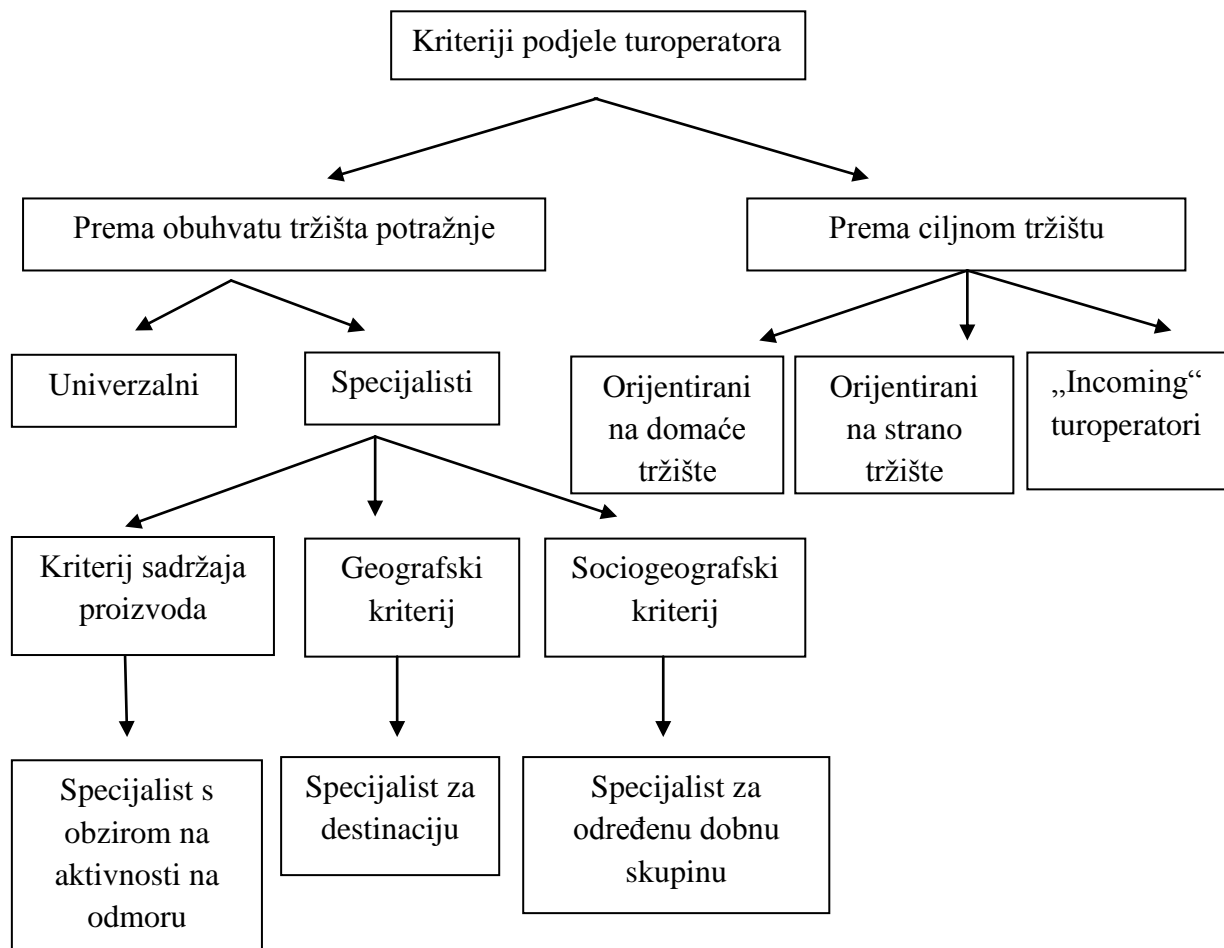 Kriteriji podjele turoperatora
Prema obuhvatu tržišta potražnje
Prema ciljnom tržištu
Univerzalni
Specijalisti
Orijentirani
na domaće
tržište
Orijentirani
na strano
tržište
„Incoming“
turoperatori
Kriterij sadržaja
proizvoda
Geografski
kriterij
Sociogeografski
kriterij
Specijalist s
obzirom na
aktivnosti na
odmoru
Specijalist za
destinaciju
Specijalist za
određenu dobnu
skupinu